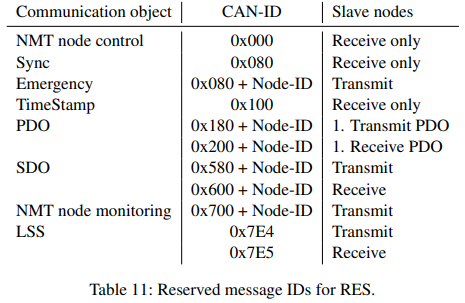 Communication object CAN-ID Slave nodes
NMT node control 0x000 Receive only
Sync 0x080 Receive only
Emergency 0x080 + Node-ID Transmit
TimeStamp 0x100 Receive only
PDO 0x180 + Node-ID 1. Transmit PDO
0x200 + Node-ID 1. Receive PDO
SDO 0x580 + Node-ID Transmit
0x600 + Node-ID Receive
NMT node monitoring 0x700 + Node-ID Transmit
LSS 0x7E4 Transmit
0x7E5 Receive
Table 11: Reserved message IDs for RES.